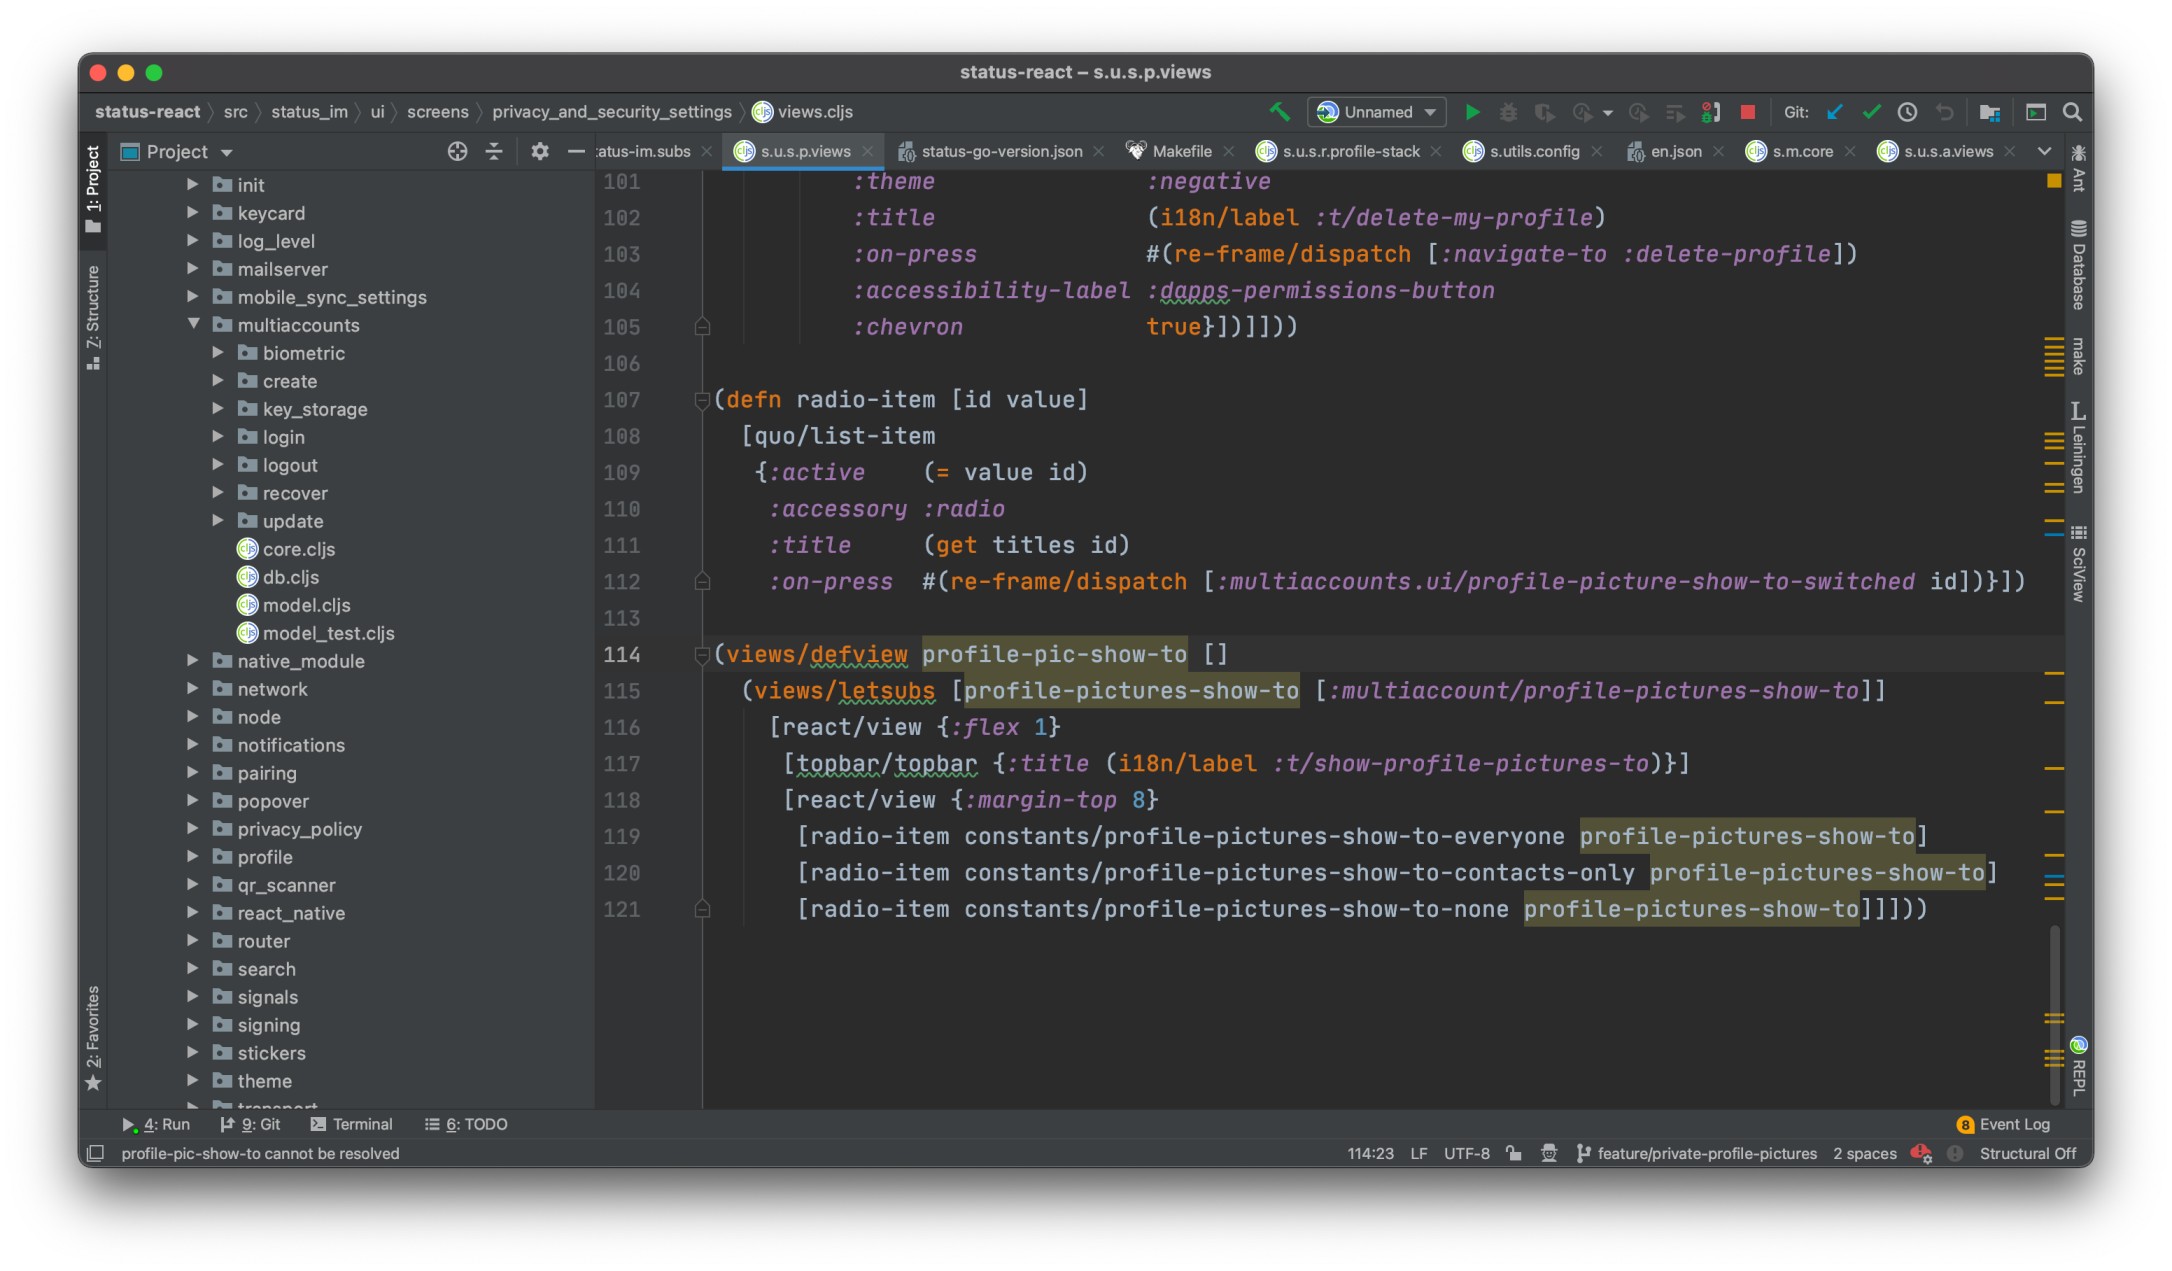 status-react – s.u.s.p.views
status-react src status_im ui screens privacy_and_security_settings views.cljs
Unnamed
Git:
Project
atus-im.subs
s.u.s.p.views
status-go-version.json
Makefile
s.u.s.r.profile-stack
s.utils.config
en.json
s.m.core
s.u.s.a.views
1: Project
Z: Structure
2: Favorites
init
keycard
log_level
mailserver
mobile_sync_settings
multiaccounts
biometric
create
key_storage
login
logout
recover
update
core.cljs
db.cljs
model.cljs
model_test.cljs
native_module
network
node
notifications
pairing
popover
privacy_policy
profile
qr_scanner
react_native
router
search
signals
signing
stickers
theme
transport
101 :theme :negative
102 :title (i18n/label :t/delete-my-profile)
103 :on-press #(re-frame/dispatch [:navigate-to :delete-profile])
104 :accessibility-label :dapps-permissions-button
105 :chevron true}])]]))
106
107 (defn radio-item [id value]
108 [quo/list-item
109 {:active (= value id)
110 :accessory :radio
111 :title (get titles id)
112 :on-press #(re-frame/dispatch [:multiaccounts.ui/profile-picture-show-to-switched id])}])
113
114 (views/defview profile-pic-show-to []
115 (views/letsubs [profile-pictures-show-to [:multiaccount/profile-pictures-show-to]]
116 [react/view {:flex 1}
117 [topbar/topbar {:title (i18n/label :t/show-profile-pictures-to)}]
118 [react/view {:margin-top 8}
119 [radio-item constants/profile-pictures-show-to-everyone profile-pictures-show-to]
120 [radio-item constants/profile-pictures-show-to-contacts-only profile-pictures-show-to]
121 [radio-item constants/profile-pictures-show-to-none profile-pictures-show-to]]]))
Ant
Database
make
L Leiningen
SciView
REPL
4: Run
9: Git
Terminal
6: TODO
8 Event Log
profile-pic-show-to cannot be resolved
114:23 LF UTF-8 feature/private-profile-pictures 2 spaces Structural Off